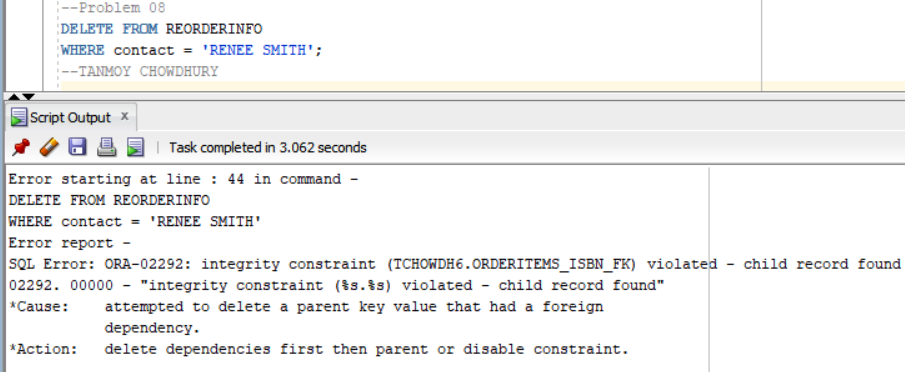 --Problem 08
DELETE FROM REORDERINFO
WHERE contact = 'RENEE SMITH';
--TANMOY CHOWDHURY
Script Output x
Task completed in 3.062 seconds
Error starting at line : 44 in command -
DELETE FROM REORDERINFO
WHERE contact = 'RENEE SMITH'
Error report -
SQL Error: ORA-02292: integrity constraint (TCHOWDH6.ORDERITEMS_ISBN_FK) violated - child record found
02292. 00000 - "integrity constraint (%s.%s) violated - child record found"
*Cause: attempted to delete a parent key value that had a foreign
dependency.
*Action: delete dependencies first then parent or disable constraint.